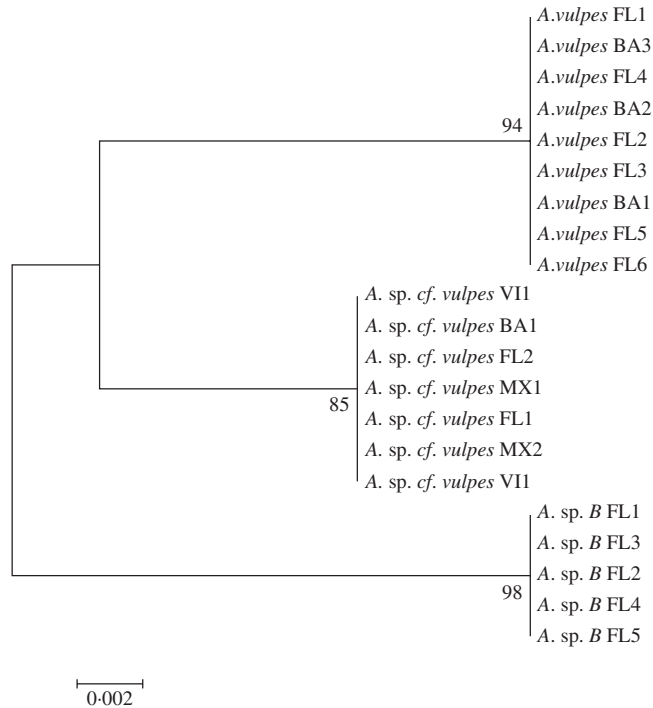 A.vulpes FL1
A.vulpes BA3
A.vulpes FL4
A.vulpes BA2
94
A.vulpes FL2
A.vulpes FL3
A.vulpes BA1
A.vulpes FL5
A.vulpes FL6
A. sp. cf. vulpes VI1
A. sp. cf. vulpes BA1
A. sp. cf. vulpes FL2
A. sp. cf. vulpes MX1
85
A. sp. cf. vulpes FL1
A. sp. cf. vulpes MX2
A. sp. cf. vulpes VI1
A. sp. B FL1
A. sp. B FL3
A. sp. B FL2
98
A. sp. B FL4
A. sp. B FL5
0·002